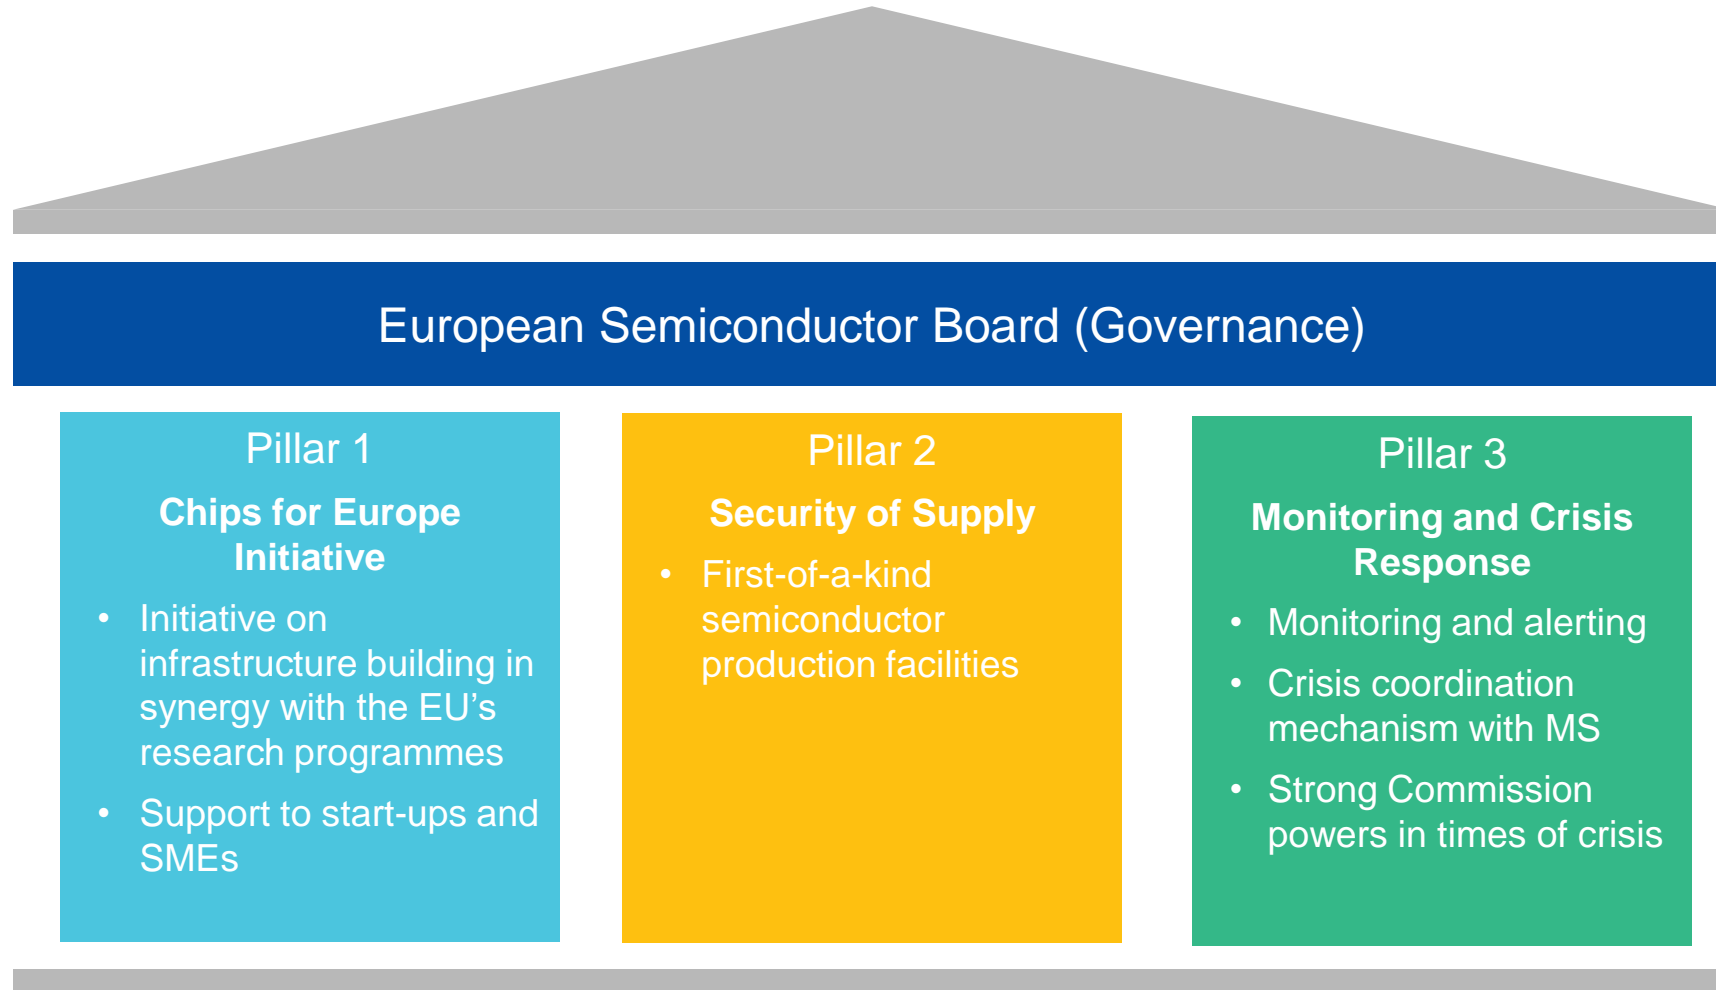 European Semiconductor Board (Governance)
Pillar 1
Chips for Europe
Initiative
• Initiative on
infrastructure building in
synergy with the EU’s
research programmes
• Support to start-ups and
SMEs
Pillar 2
Security of Supply
• First-of-a-kind
semiconductor
production facilities
Pillar 3
Monitoring and Crisis
Response
• Monitoring and alerting
• Crisis coordination
mechanism with MS
• Strong Commission
powers in times of crisis